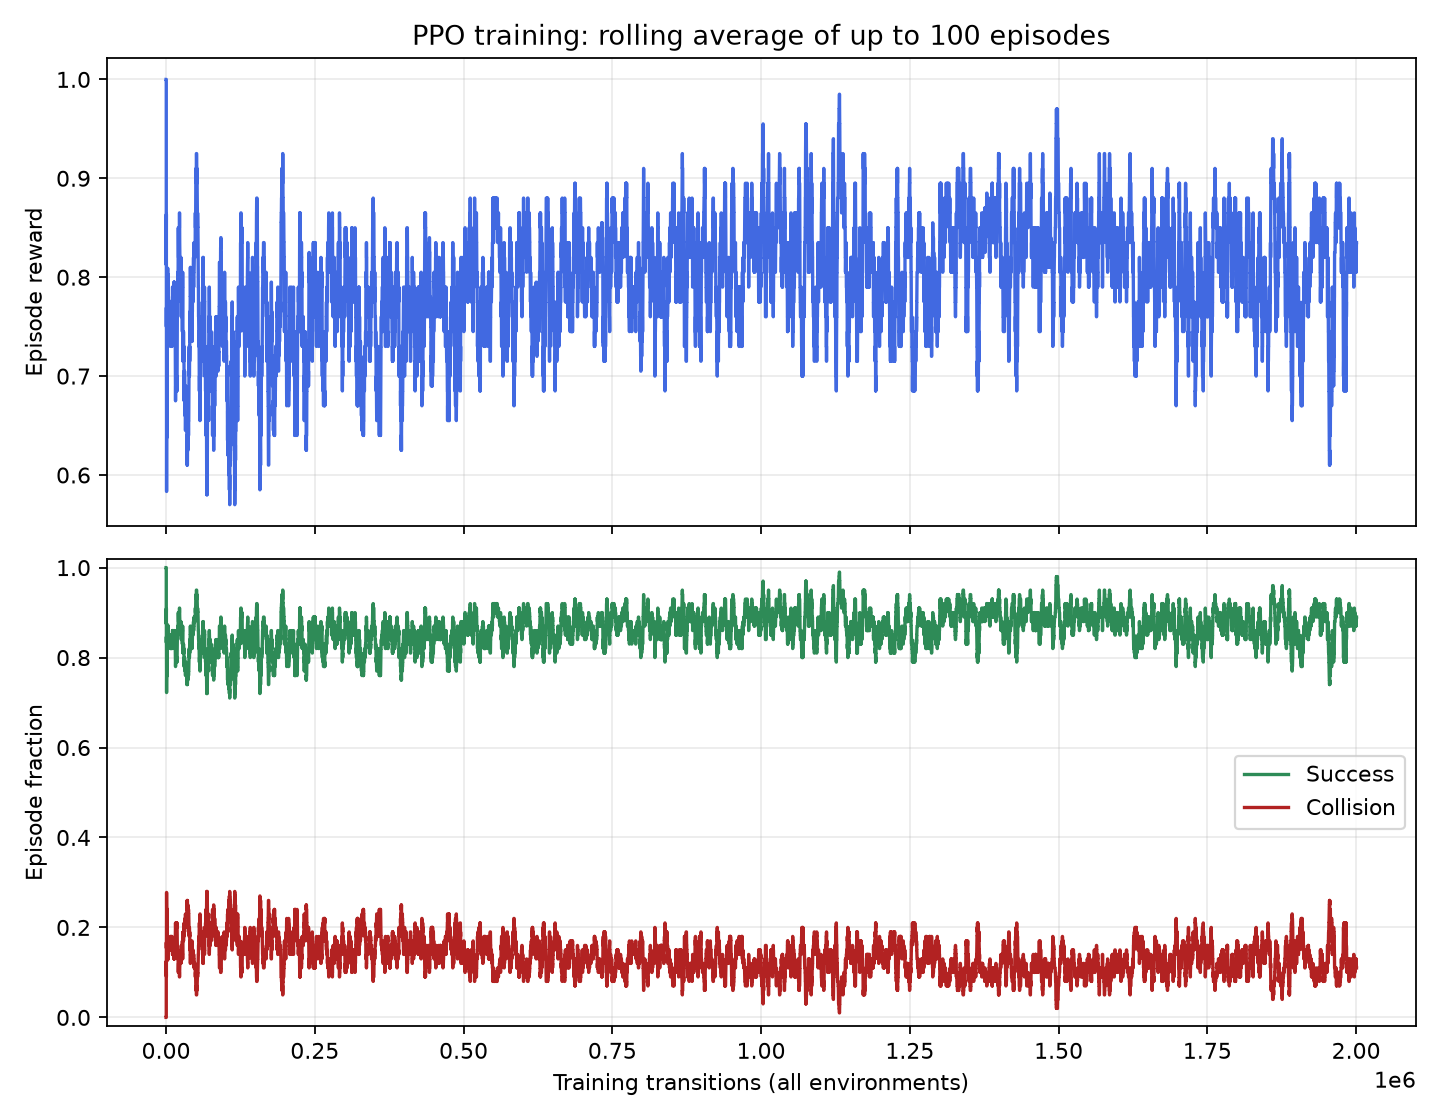 PPO training: rolling average of up to 100 episodes
1.0
0.9
0.8
0.7
0.6
Episode reward
1.0
0.8
0.6
0.4
0.2
0.0
Episode fraction
Success
Collision
0.00 0.25 0.50 0.75 1.00 1.25 1.50 1.75 2.00
1e6
Training transitions (all environments)